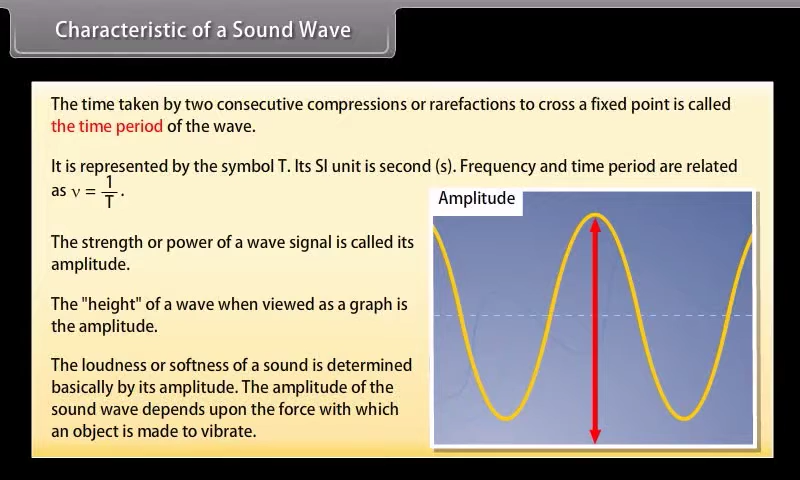 Characteristic of a Sound Wave
The time taken by two consecutive compressions or rarefactions to cross a fixed point is called
the time period of the wave.
It is represented by the symbol T. Its SI unit is second (s). Frequency and time period are related
as ν = 1/T .
Amplitude
The strength or power of a wave signal is called its
amplitude.
The "height" of a wave when viewed as a graph is
the amplitude.
The loudness or softness of a sound is determined
basically by its amplitude. The amplitude of the
sound wave depends upon the force with which
an object is made to vibrate.